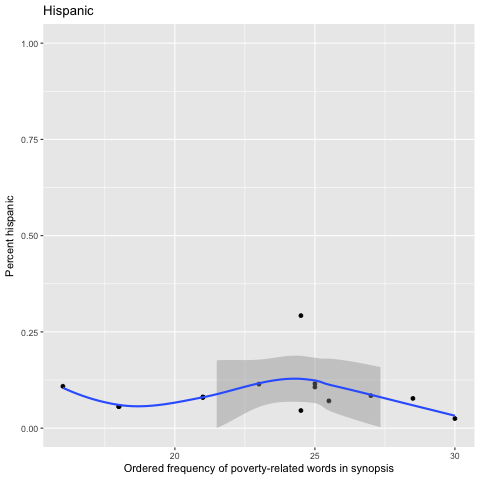 Hispanic
1.00
0.75
0.50
0.25
0.00
Percent hispanic
20
25
30
Ordered frequency of poverty-related words in synopsis